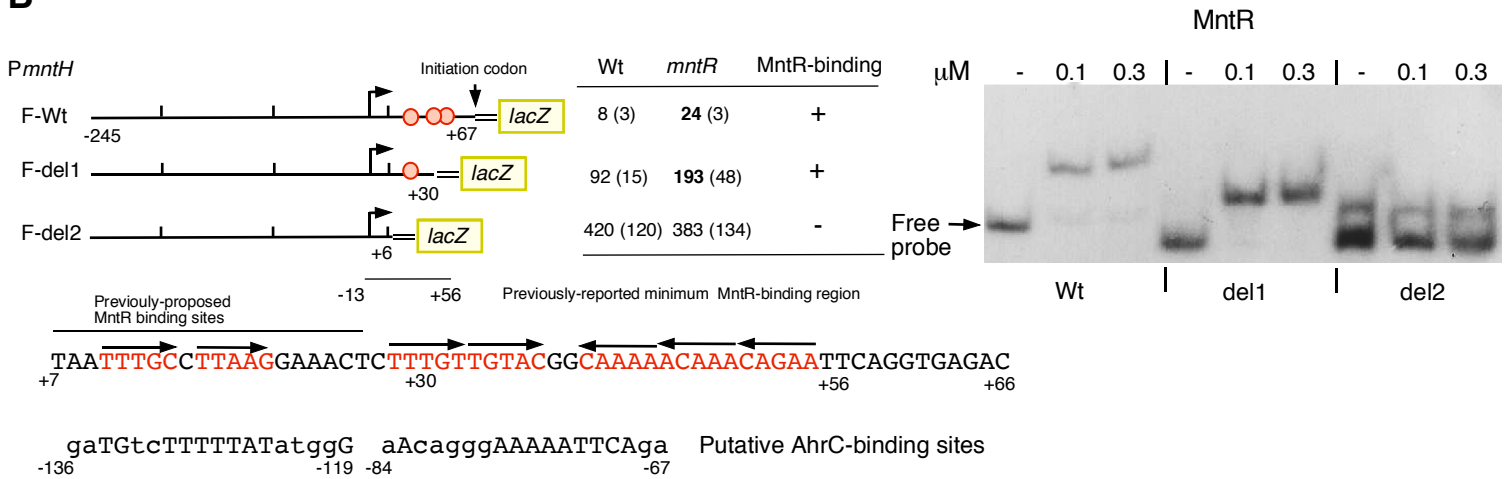 B
MntR
PmntH Initiation codon Wt mntR MntR-binding
μM - 0.1 0.3 - 0.1 0.3 - 0.1 0.3
F-Wt lacZ 8 (3) 24 (3) +
-245 +67
F-del1 lacZ 92 (15) 193 (48) +
+30
F-del2 lacZ 420 (120) 383 (134) -
+6
Free
probe
Wt del1 del2
-13 +56 Previously-reported minimum MntR-binding region
Previouly-proposed
MntR binding sites
TAATTTGCCTTAAGGAAACTCTTTGTTGTACGGCAAAAAACAAACAGAATTCAGGTGAGAC
+7 +30 +56 +66
gaTGtcTTTTTATatggG aAcagggAAAAATTCAga Putative AhrC-binding sites
-136 -119 -84 -67